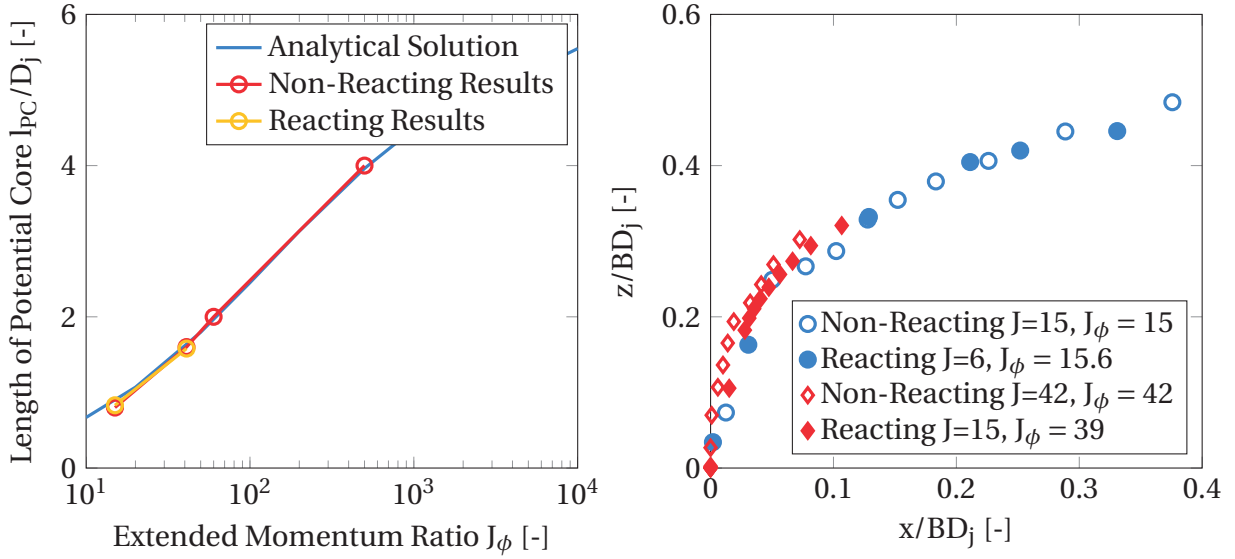 Length of Potential Core l_PC/D_j [-]
6
4
2
0
10^1
10^2
10^3
10^4
Extended Momentum Ratio J_ϕ [-]
Analytical Solution
Non-Reacting Results
Reacting Results
z/BD_j [-]
0.6
0.4
0.2
0
0
0.1
0.2
0.3
0.4
x/BD_j [-]
Non-Reacting J=15, J_ϕ = 15
Reacting J=6, J_ϕ = 15.6
Non-Reacting J=42, J_ϕ = 42
Reacting J=15, J_ϕ = 39